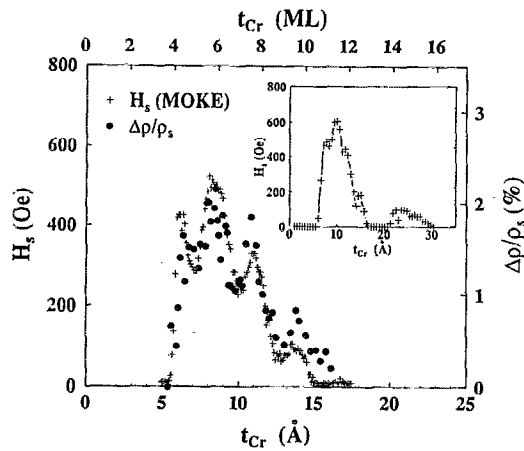 t_Cr (ML)
0 2 4 6 8 10 12 14 16
800
600
400
200
0
H_s (Oe)
+ H_s (MOKE)
● Δρ/ρ_s
800
600
400
200
0
H_s (Oe)
0 10 20 30
t_Cr (Å)
3
2
1
0
Δρ/ρ_s (%)
0 5 10 15 20 25
t_Cr (Å)